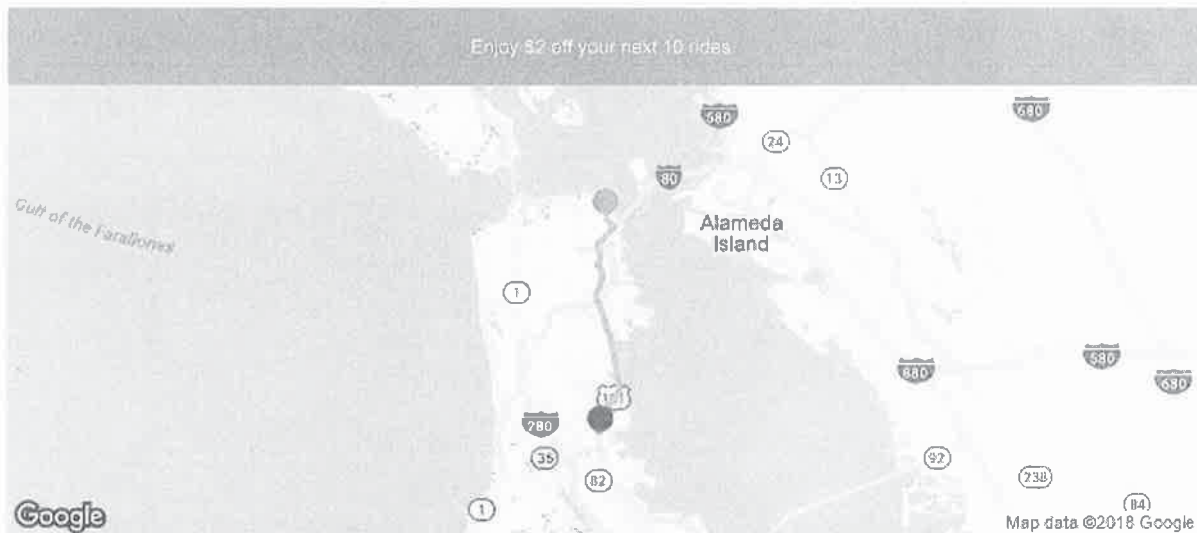 Enjoy $2 off your next 10 rides
580
680
24
80
13
Gulf of the Farallones
Alameda
Island
1
580
880
680
101
280
35
92
82
238
84
1
Google
Map data ©2018 Google